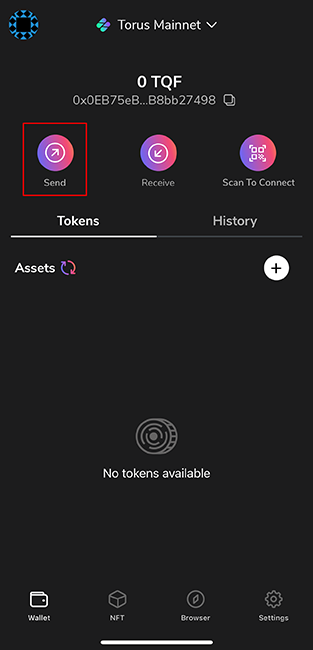 Torus Mainnet
0 TQF
0x0EB75eB...B8bb27498
Send Receive Scan To Connect
Tokens History
Assets
No tokens available
Wallet NFT Browser Settings